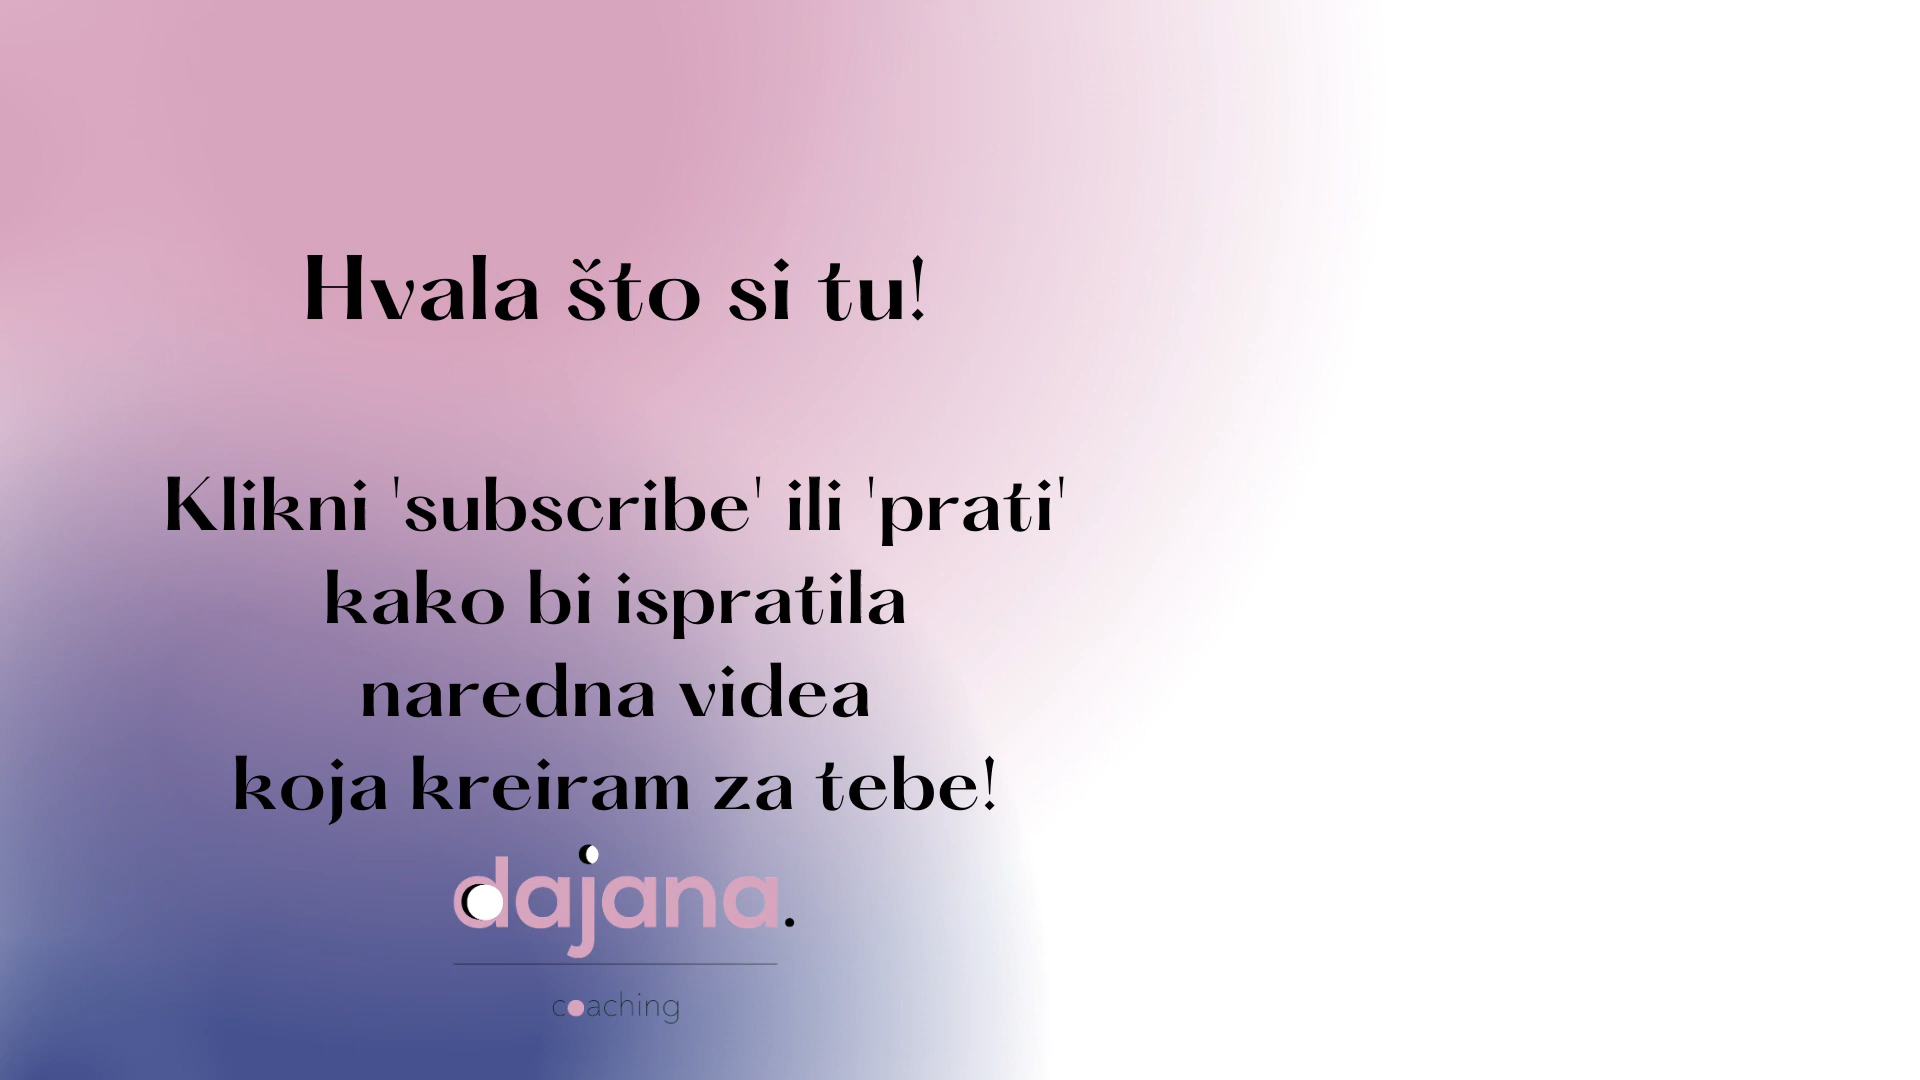 Hvala što si tu!
Klikni 'subscribe' ili 'prati'
kako bi ispratila
naredna videa
koja kreiram za tebe!
dajana.
coaching